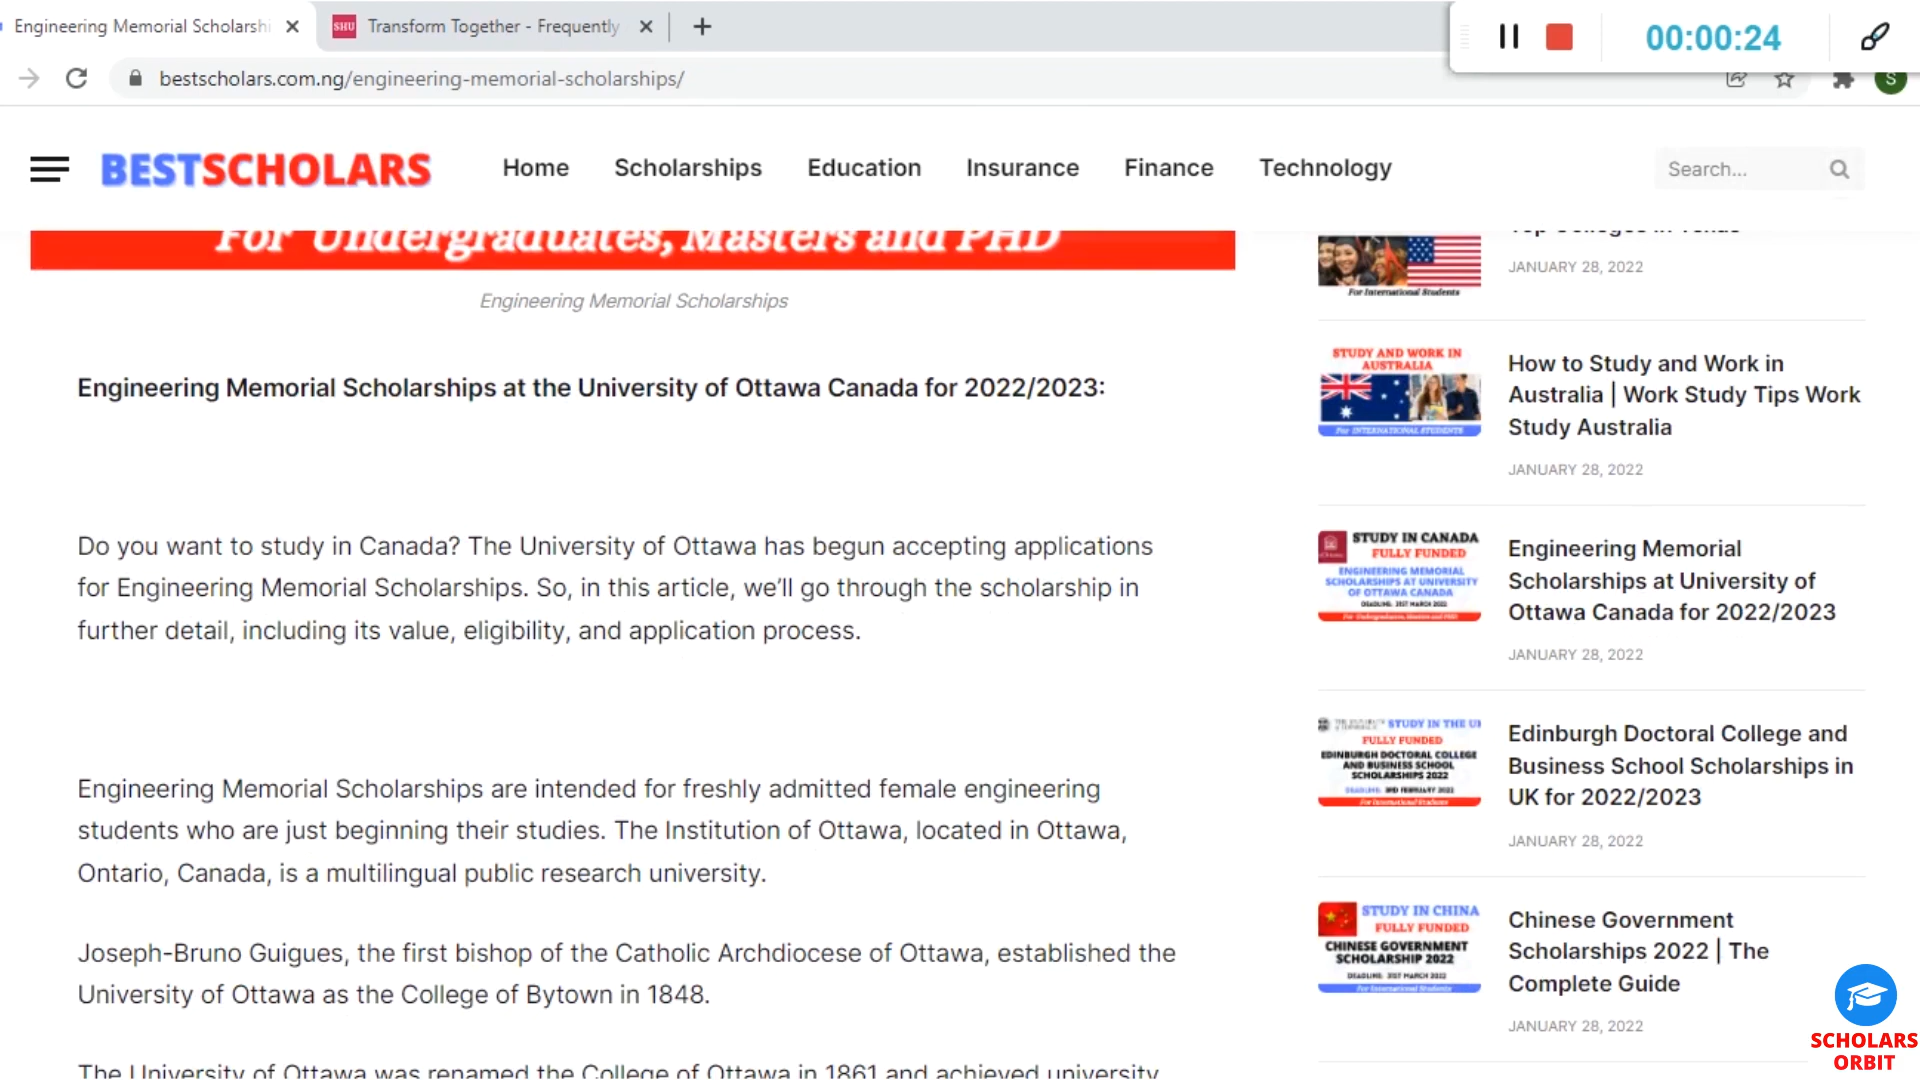 Engineering Memorial Scholarshi
SHU Transform Together - Frequently
00:00:24
bestscholars.com.ng/engineering-memorial-scholarships/
S
BESTSCHOLARS
Home Scholarships Education Insurance Finance Technology
Search...
For Undergraduates, Masters and PHD
Engineering Memorial Scholarships
Engineering Memorial Scholarships at the University of Ottawa Canada for 2022/2023:
Do you want to study in Canada? The University of Ottawa has begun accepting applications
for Engineering Memorial Scholarships. So, in this article, we’ll go through the scholarship in
further detail, including its value, eligibility, and application process.
Engineering Memorial Scholarships are intended for freshly admitted female engineering
students who are just beginning their studies. The Institution of Ottawa, located in Ottawa,
Ontario, Canada, is a multilingual public research university.
Joseph-Bruno Guigues, the first bishop of the Catholic Archdiocese of Ottawa, established the
University of Ottawa as the College of Bytown in 1848.
The University of Ottawa was renamed the College of Ottawa in 1861 and achieved university
For International Students
JANUARY 28, 2022
STUDY AND WORK IN
AUSTRALIA
For INTERNATIONAL STUDENTS
How to Study and Work in
Australia | Work Study Tips Work
Study Australia
JANUARY 28, 2022
STUDY IN CANADA
FULLY FUNDED
ENGINEERING MEMORIAL
SCHOLARSHIPS AT UNIVERSITY
OF OTTAWA CANADA
DEADLINE: 31ST MARCH 2022
For Undergraduates, Masters and PHD
Engineering Memorial
Scholarships at University of
Ottawa Canada for 2022/2023
JANUARY 28, 2022
STUDY IN THE UK
FULLY FUNDED
EDINBURGH DOCTORAL COLLEGE
AND BUSINESS SCHOOL
SCHOLARSHIPS 2022
DEADLINE: 3RD FEBRUARY 2022
For International Students
Edinburgh Doctoral College and
Business School Scholarships in
UK for 2022/2023
JANUARY 28, 2022
STUDY IN CHINA
FULLY FUNDED
CHINESE GOVERNMENT
SCHOLARSHIP 2022
DEADLINE: 31ST MARCH 2022
For International Students
Chinese Government
Scholarships 2022 | The
Complete Guide
JANUARY 28, 2022
SCHOLARS
ORBIT